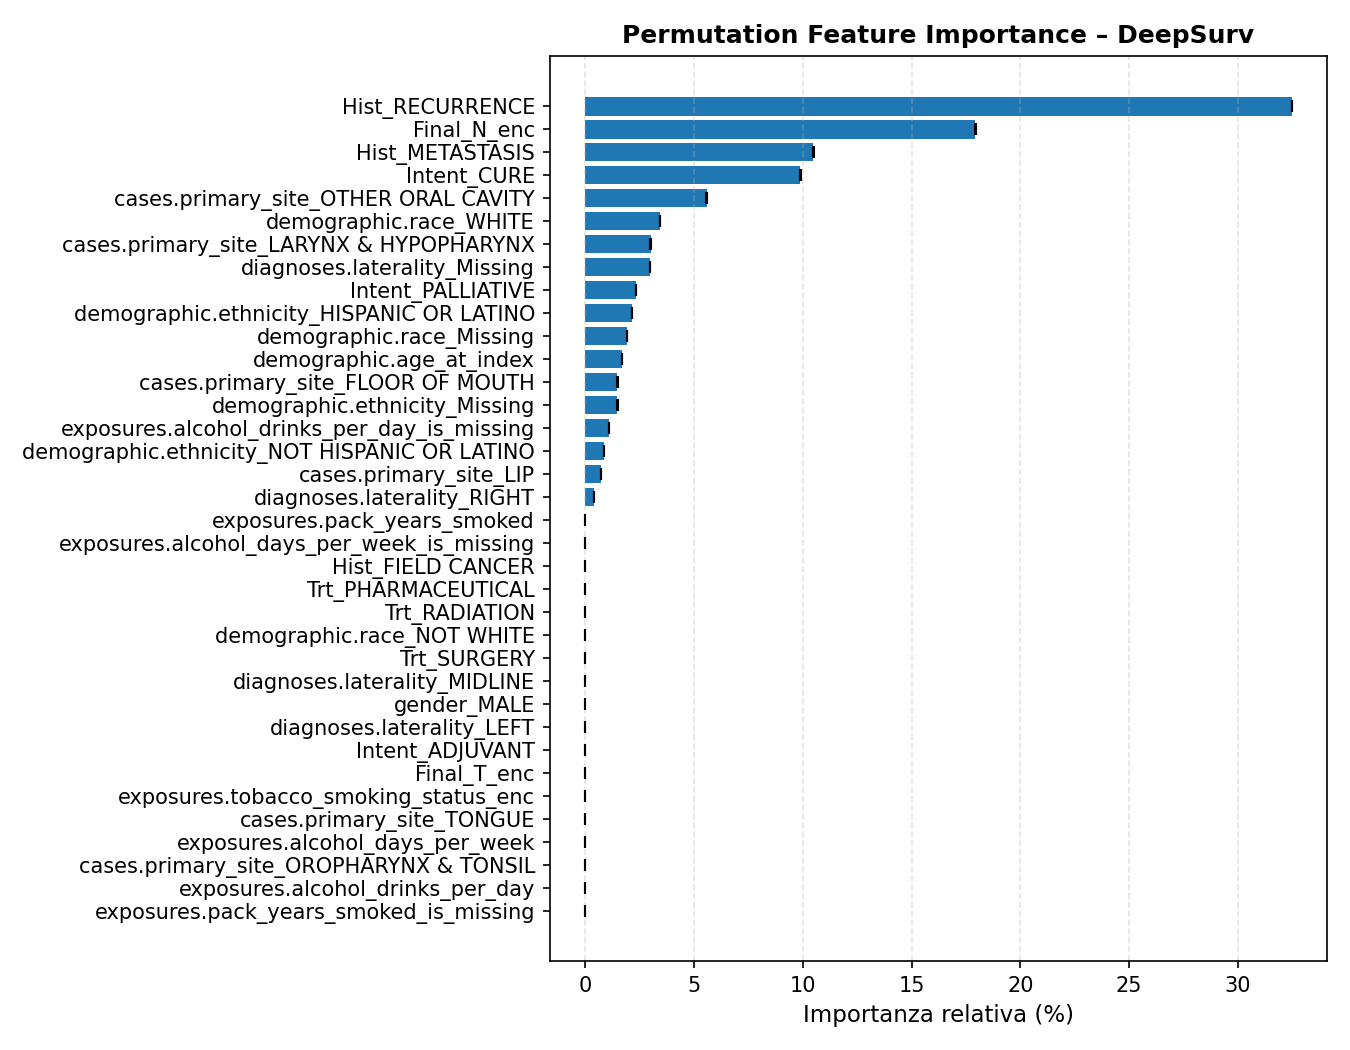 Permutation Feature Importance – DeepSurv
Hist_RECURRENCE
Final_N_enc
Hist_METASTASIS
Intent_CURE
cases.primary_site_OTHER ORAL CAVITY
demographic.race_WHITE
cases.primary_site_LARYNX & HYPOPHARYNX
diagnoses.laterality_Missing
Intent_PALLIATIVE
demographic.ethnicity_HISPANIC OR LATINO
demographic.race_Missing
demographic.age_at_index
cases.primary_site_FLOOR OF MOUTH
demographic.ethnicity_Missing
exposures.alcohol_drinks_per_day_is_missing
demographic.ethnicity_NOT HISPANIC OR LATINO
cases.primary_site_LIP
diagnoses.laterality_RIGHT
exposures.pack_years_smoked
exposures.alcohol_days_per_week_is_missing
Hist_FIELD CANCER
Trt_PHARMACEUTICAL
Trt_RADIATION
demographic.race_NOT WHITE
Trt_SURGERY
diagnoses.laterality_MIDLINE
gender_MALE
diagnoses.laterality_LEFT
Intent_ADJUVANT
Final_T_enc
exposures.tobacco_smoking_status_enc
cases.primary_site_TONGUE
exposures.alcohol_days_per_week
cases.primary_site_OROPHARYNX & TONSIL
exposures.alcohol_drinks_per_day
exposures.pack_years_smoked_is_missing
0 5 10 15 20 25 30
Importanza relativa (%)